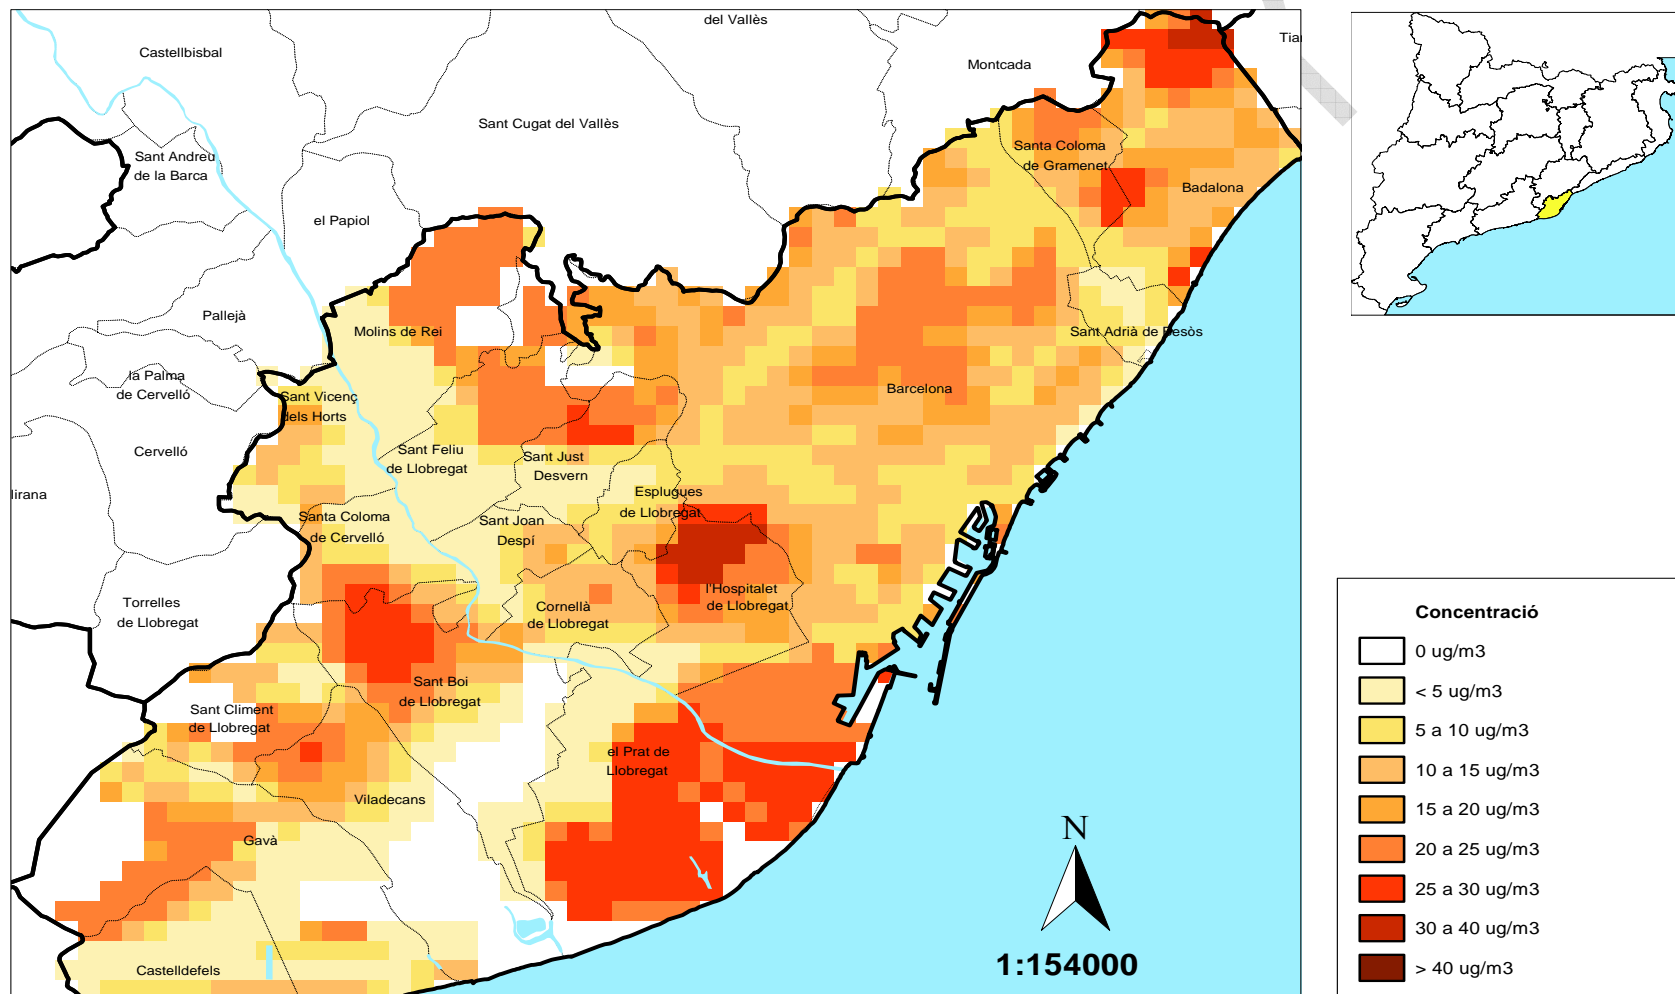 del Vallès
Castellbisbal
Montcada
Tiar
Sant Cugat del Vallès
Sant Andreu
de la Barca
Santa Coloma
de Gramenet
Badalona
el Papiol
Pallejà
Molins de Rei
Sant Adrià de Besòs
la Palma
de Cervelló
Barcelona
Sant Vicenç
dels Horts
Cervelló
Sant Feliu
de Llobregat
Sant Just
Desvern
lirana
Esplugues
de Llobregat
Santa Coloma
de Cervelló
Sant Joan
Despí
l'Hospitalet
de Llobregat
Torrelles
de Llobregat
Cornellà
de Llobregat
Sant Boi
de Llobregat
Sant Climent
de Llobregat
el Prat de
Llobregat
Viladecans
Gavà
Castelldefels
N
1:154000
Concentració
0 ug/m3
< 5 ug/m3
5 a 10 ug/m3
10 a 15 ug/m3
15 a 20 ug/m3
20 a 25 ug/m3
25 a 30 ug/m3
30 a 40 ug/m3
> 40 ug/m3